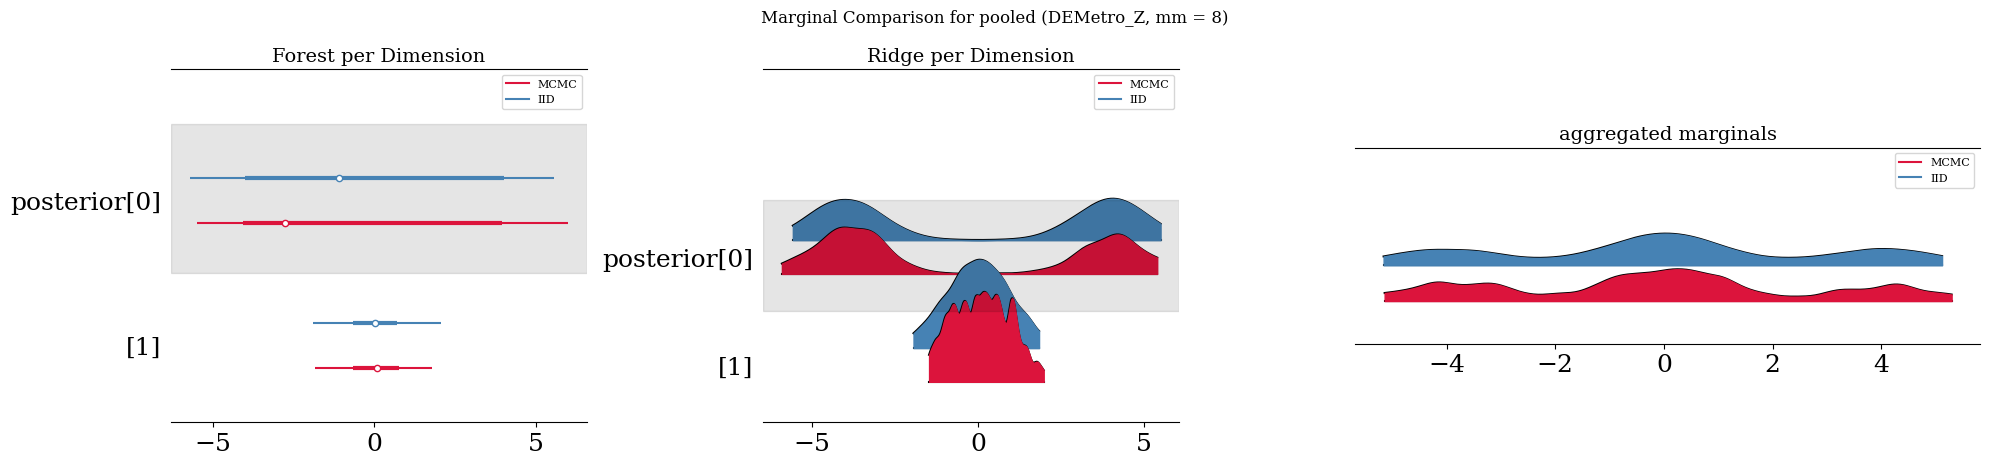 Marginal Comparison for pooled (DEMetro_Z, mm = 8)
Forest per Dimension
MCMC
IID
posterior[0]
[1]
−5 0 5
Ridge per Dimension
MCMC
IID
posterior[0]
[1]
−5 0 5
aggregated marginals
MCMC
IID
−4 −2 0 2 4